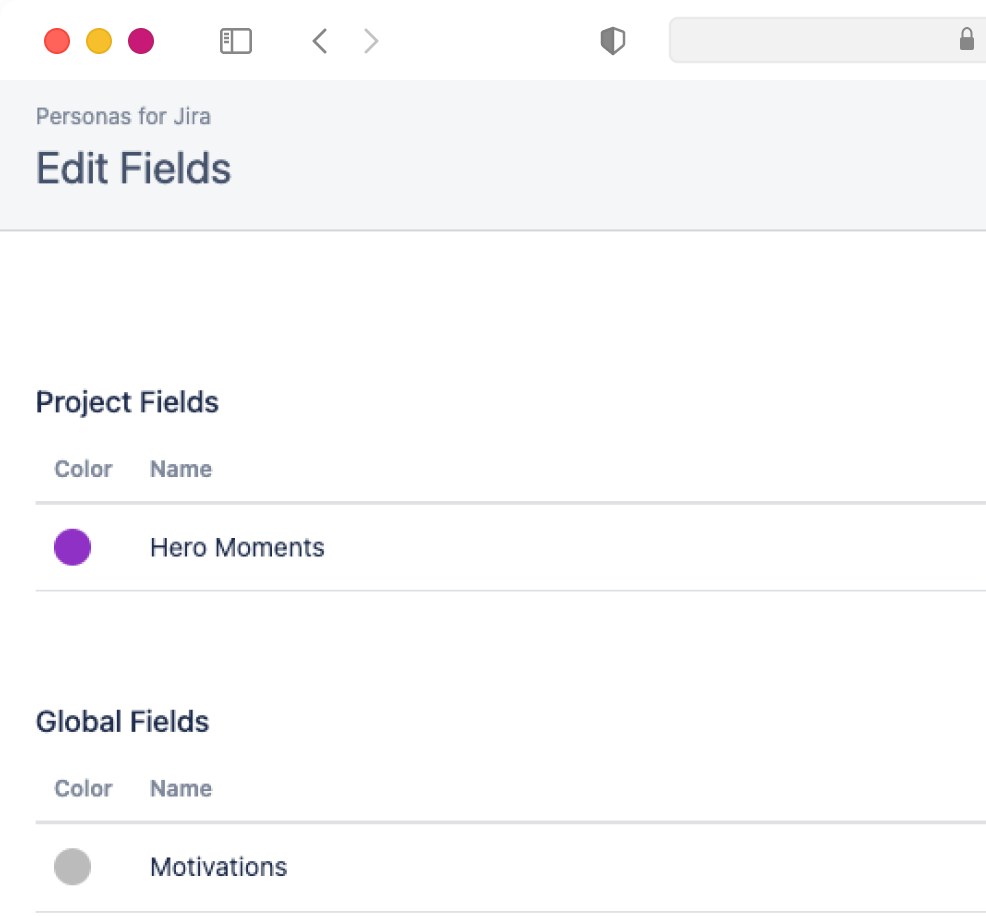 Personas for Jira
Edit Fields
Project Fields
Color Name
Hero Moments
Global Fields
Color Name
Motivations